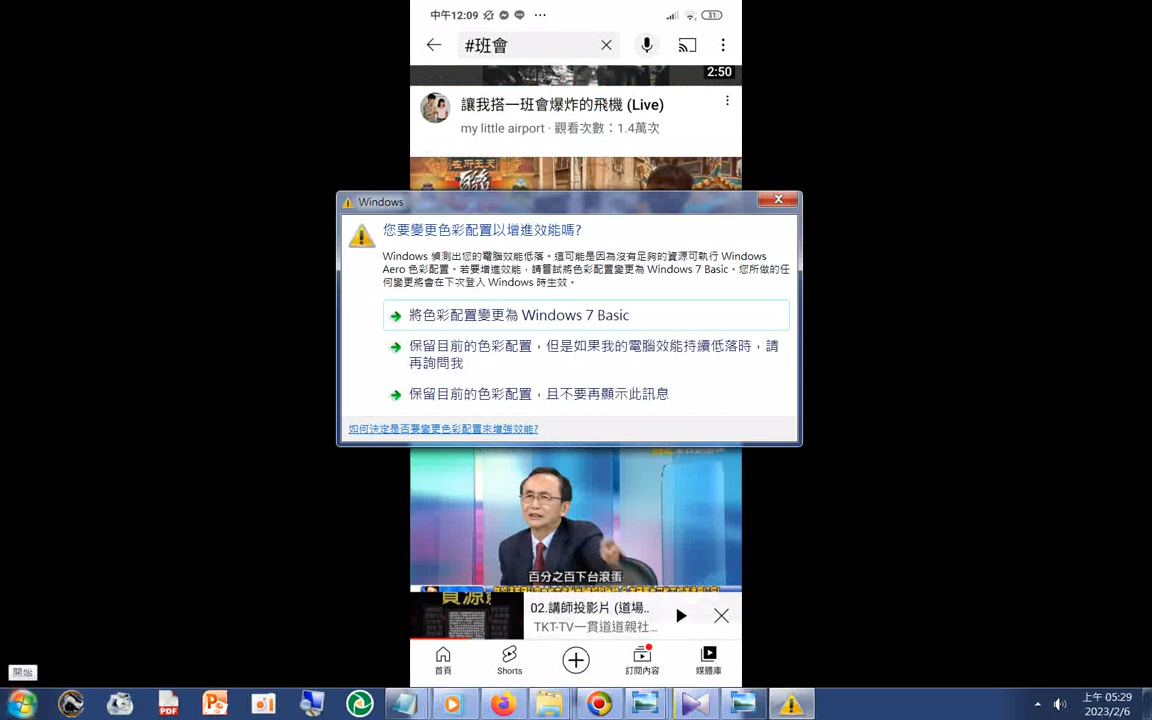 中午12:09
31
#班會
2:50
讓我搭一班會爆炸的飛機 (Live)
my little airport · 觀看次數：1.4萬次
聯
Windows
您要變更色彩配置以增進效能嗎?
Windows 偵測出您的電腦效能低落。這可能是因為沒有足夠的資源可執行 Windows
Aero 色彩配置。若要增進效能，請嘗試將色彩配置變更為 Windows 7 Basic。您所做的任
何變更將會在下次登入 Windows 時生效。
將色彩配置變更為 Windows 7 Basic
保留目前的色彩配置，但是如果我的電腦效能持續低落時，請
再詢問我
保留目前的色彩配置，且不要再顯示此訊息
如何決定是否要變更色彩配置來增強效能?
百分之百下台滾蛋
02.講師投影片 (道場..
TKT-TV一貫道道親社...
首頁
Shorts
訂閱內容
媒體庫
開始
PDF
上午 05:29
2023/2/6